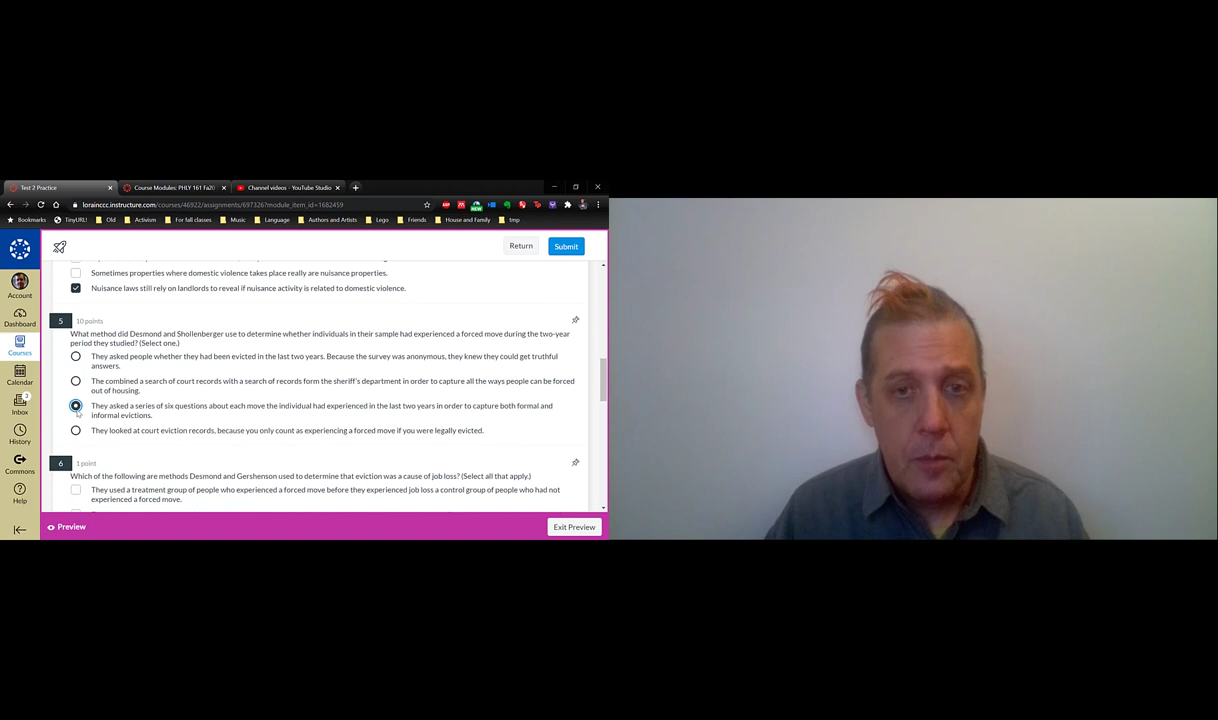 Test 2 Practice
Course Modules: PHLY 161 Fa20
Channel videos - YouTube Studio
lorainccc.instructure.com/courses/46922/assignments/697326?module_item_id=1682459
Bookmarks TinyURL! Old Activism For fall classes Music Language Authors and Artists Lego Friends House and Family tmp
Return
Submit
Account
Dashboard
Courses
Calendar
3
Inbox
History
Commons
Help
Sometimes properties where domestic violence takes place really are nuisance properties.
Nuisance laws still rely on landlords to reveal if nuisance activity is related to domestic violence.
5 10 points
What method did Desmond and Shollenberger use to determine whether individuals in their sample had experienced a forced move during the two-year
period they studied? (Select one.)
They asked people whether they had been evicted in the last two years. Because the survey was anonymous, they knew they could get truthful
answers.
The combined a search of court records with a search of records form the sheriff's department in order to capture all the ways people can be forced
out of housing.
They asked a series of six questions about each move the individual had experienced in the last two years in order to capture both formal and
informal evictions.
They looked at court eviction records, because you only count as experiencing a forced move if you were legally evicted.
6 1 point
Which of the following are methods Desmond and Gershenson used to determine that eviction was a cause of job loss? (Select all that apply.)
They used a treatment group of people who experienced a forced move before they experienced job loss a control group of people who had not
experienced a forced move.
Preview
Exit Preview